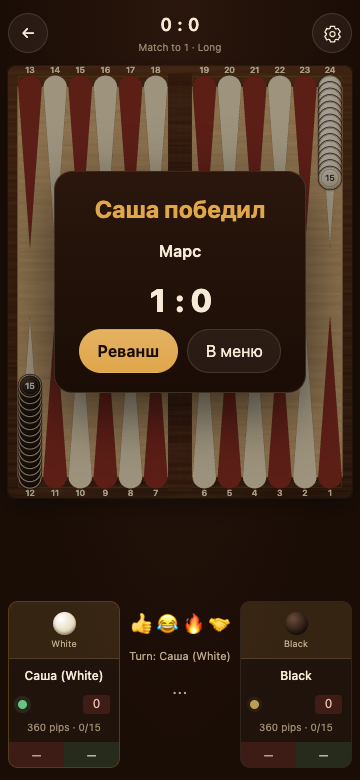 0 : 0
Match to 1 · Long
13 14 15 16 17 18 19 20 21 22 23 24
15
Саша победил
Марс
1 : 0
Реванш В меню
15
12 11 10 9 8 7 6 5 4 3 2 1
White
👍 😂 🔥 🤝
Black
Turn: Саша (White)
Саша (White)
Black
...
0
0
360 pips · 0/15
360 pips · 0/15
– –
– –